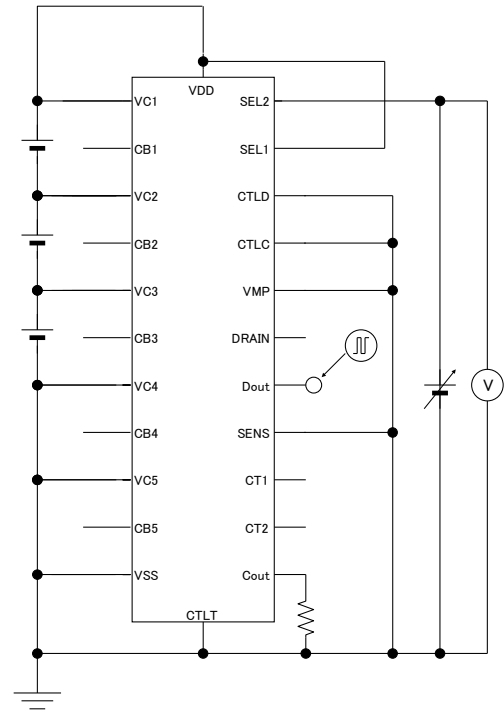 VDD
VC1 SEL2
CB1 SEL1
VC2 CTLD
CB2 CTLC
VC3 VMP
CB3 DRAIN
VC4 Dout
V
CB4 SENS
VC5 CT1
CB5 CT2
VSS Cout
CTLT